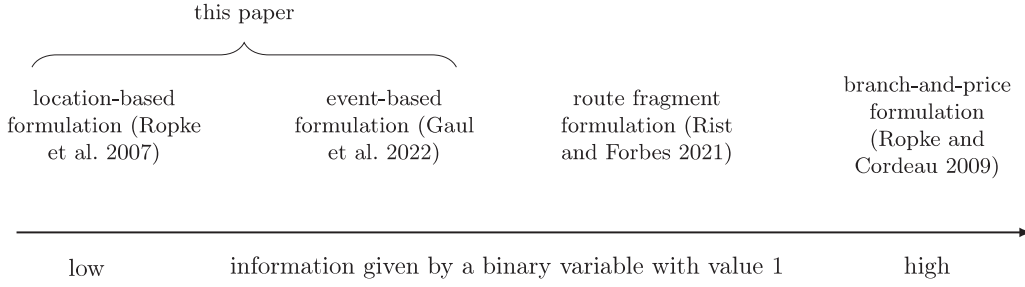 this paper
location-based
formulation (Ropke
et al. 2007)
event-based
formulation (Gaul
et al. 2022)
route fragment
formulation (Rist
and Forbes 2021)
branch-and-price
formulation
(Ropke and
Cordeau 2009)
low
information given by a binary variable with value 1
high